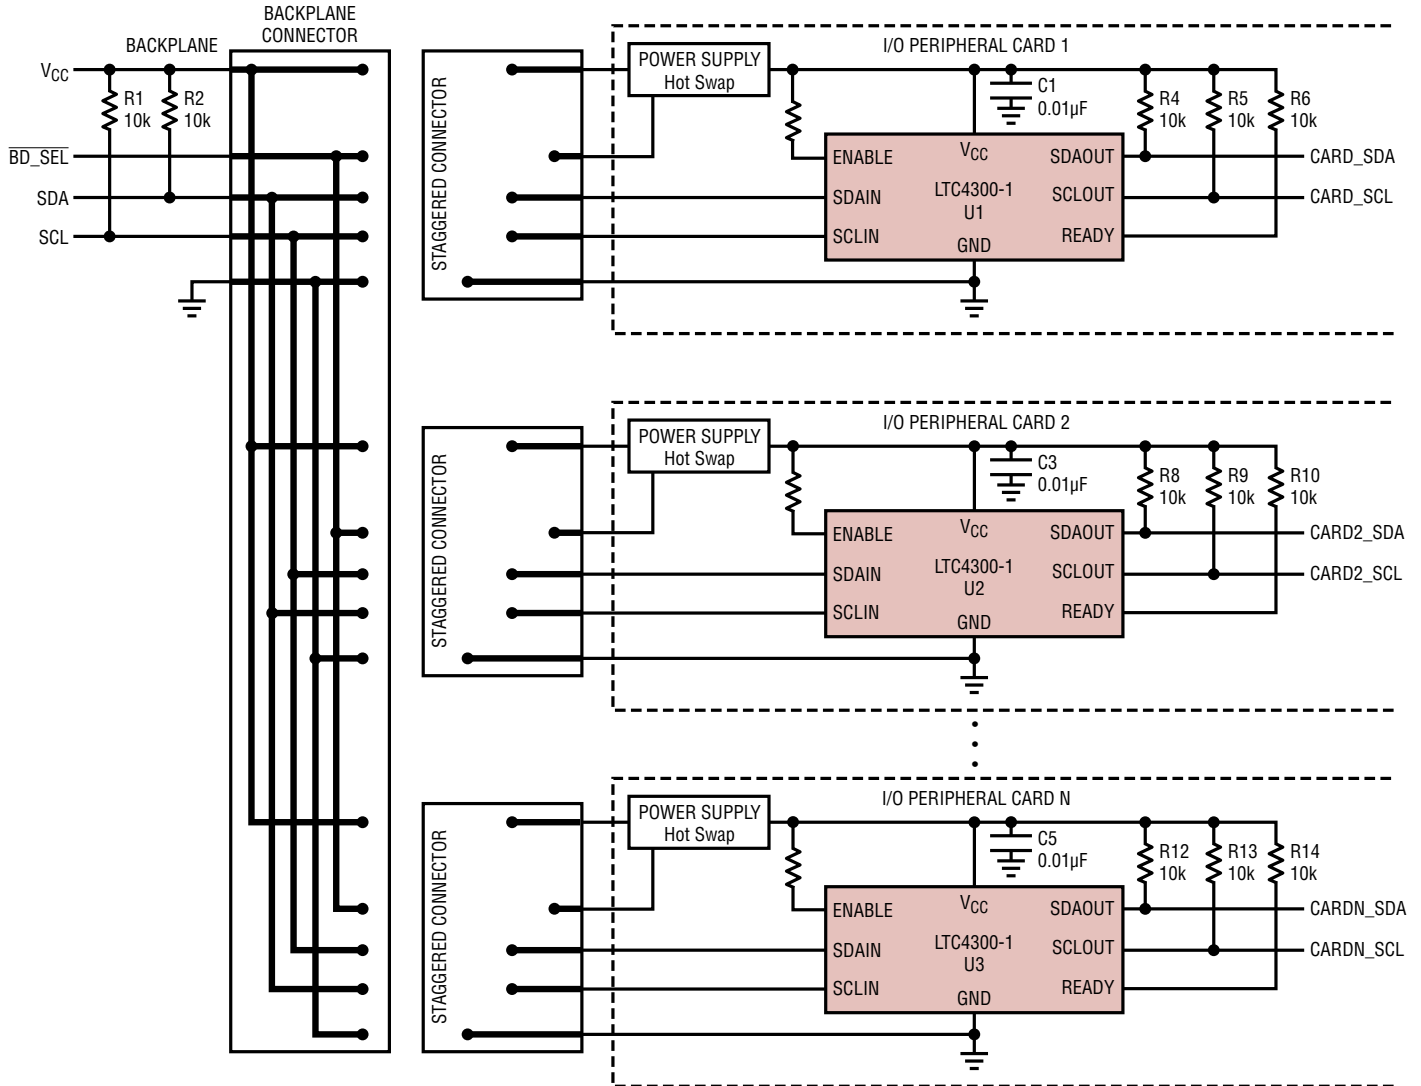 BACKPLANE
CONNECTOR
BACKPLANE
VCC
R1
10k
R2
10k
BD_SEL
SDA
SCL
STAGGERED CONNECTOR
POWER SUPPLY
Hot Swap
I/O PERIPHERAL CARD 1
C1
0.01µF
R4
10k
R5
10k
R6
10k
ENABLE
VCC
SDAOUT
CARD_SDA
SDAIN
LTC4300-1
U1
SCLOUT
CARD_SCL
SCLIN
GND
READY
STAGGERED CONNECTOR
POWER SUPPLY
Hot Swap
I/O PERIPHERAL CARD 2
C3
0.01µF
R8
10k
R9
10k
R10
10k
ENABLE
VCC
SDAOUT
CARD2_SDA
SDAIN
LTC4300-1
U2
SCLOUT
CARD2_SCL
SCLIN
GND
READY
STAGGERED CONNECTOR
POWER SUPPLY
Hot Swap
I/O PERIPHERAL CARD N
C5
0.01µF
R12
10k
R13
10k
R14
10k
ENABLE
VCC
SDAOUT
CARDN_SDA
SDAIN
LTC4300-1
U3
SCLOUT
CARDN_SCL
SCLIN
GND
READY